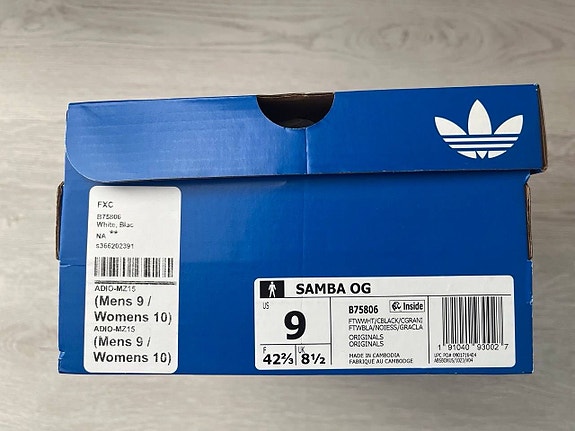 FXC
B75806
White, Blac
NA **
s366202391
ADIO-MZ15
(Mens 9 /
Womens 10)
ADIO-MZ15
(Mens 9 /
Womens 10)
SAMBA OG
US
9
F
42⅔
UK
8½
B75806
Inside
FTWWHT/CBLACK/CGRANI
FTWBLA/NOIESS/GRACLA
ORIGINALS
ORIGINALS
MADE IN CAMBODIA
FABRIQUE AU CAMBODGE
1 91040 93002 7
UPC PO#